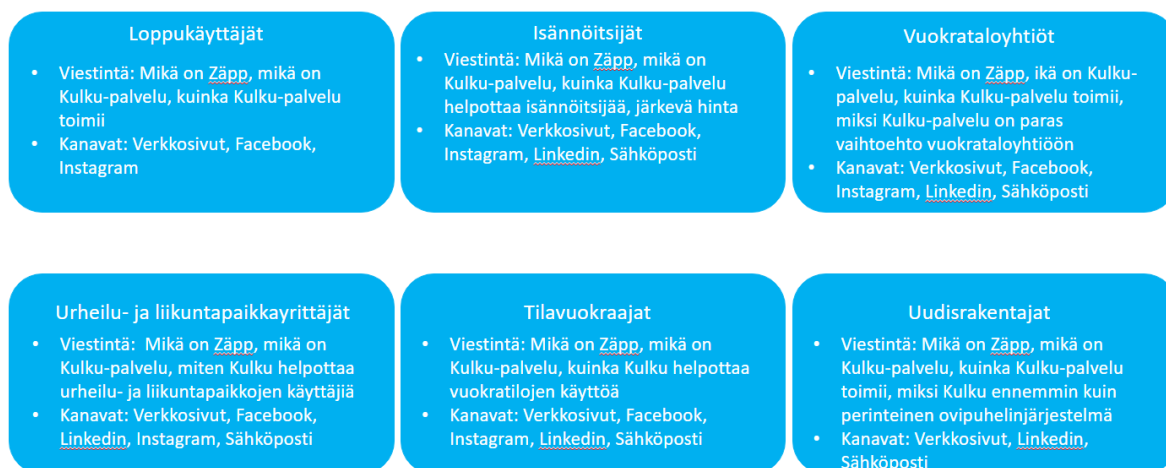 Loppukäyttäjät
• Viestintä: Mikä on Zäpp, mikä on
Kulku-palvelu, kuinka Kulku-palvelu
toimii
• Kanavat: Verkkosivut, Facebook,
Instagram
Isännöitsijät
• Viestintä: Mikä on Zäpp, mikä on
Kulku-palvelu, kuinka Kulku-palvelu
helpottaa isännöitsijää, järkevä hinta
• Kanavat: Verkkosivut, Facebook,
Instagram, Linkedin, Sähköposti
Vuokrataloyhtiöt
• Viestintä: Mikä on Zäpp, ikä on Kulku-
palvelu, kuinka Kulku-palvelu toimii,
miksi Kulku-palvelu on paras
vaihtoehto vuokrataloyhtiöön
• Kanavat: Verkkosivut, Facebook,
Instagram, Linkedin, Sähköposti
Urheilu- ja liikuntapaikkayrittäjät
• Viestintä: Mikä on Zäpp, mikä on
Kulku-palvelu, miten Kulku helpottaa
urheilu- ja liikuntapaikkojen käyttäjiä
• Kanavat: Verkkosivut, Facebook,
Linkedin, Instagram, Sähköposti
Tilavuokraajat
• Viestintä: Mikä on Zäpp, mikä on
Kulku-palvelu, kuinka Kulku helpottaa
vuokratilojen käyttöä
• Kanavat: Verkkosivut, Facebook,
Instagram, Linkedin, Sähköposti
Uudisrakentajat
• Viestintä: Mikä on Zäpp, mikä on
Kulku-palvelu, kuinka Kulku-palvelu
toimii, miksi Kulku ennemmin kuin
perinteinen ovipuhelinjärjestelmä
• Kanavat: Verkkosivut, Linkedin,
Sähköposti